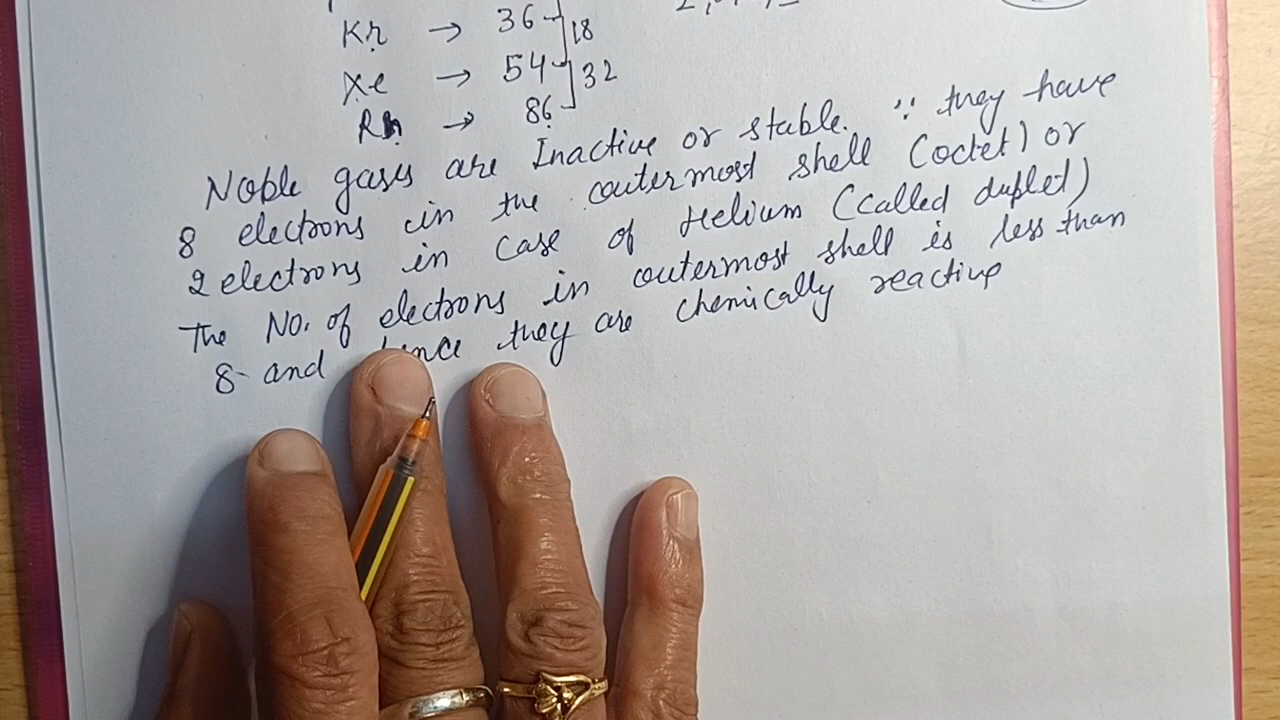 Kr → 36
18
Xe → 54
32
Rn → 86
Noble gases are Inactive or stable. ∵ they have
8 electrons in the outermost shell (octet) or
2 electrons in case of Helium (called duplet)
The No. of electrons in outermost shell is less than
8 and hence they are chemically reactive